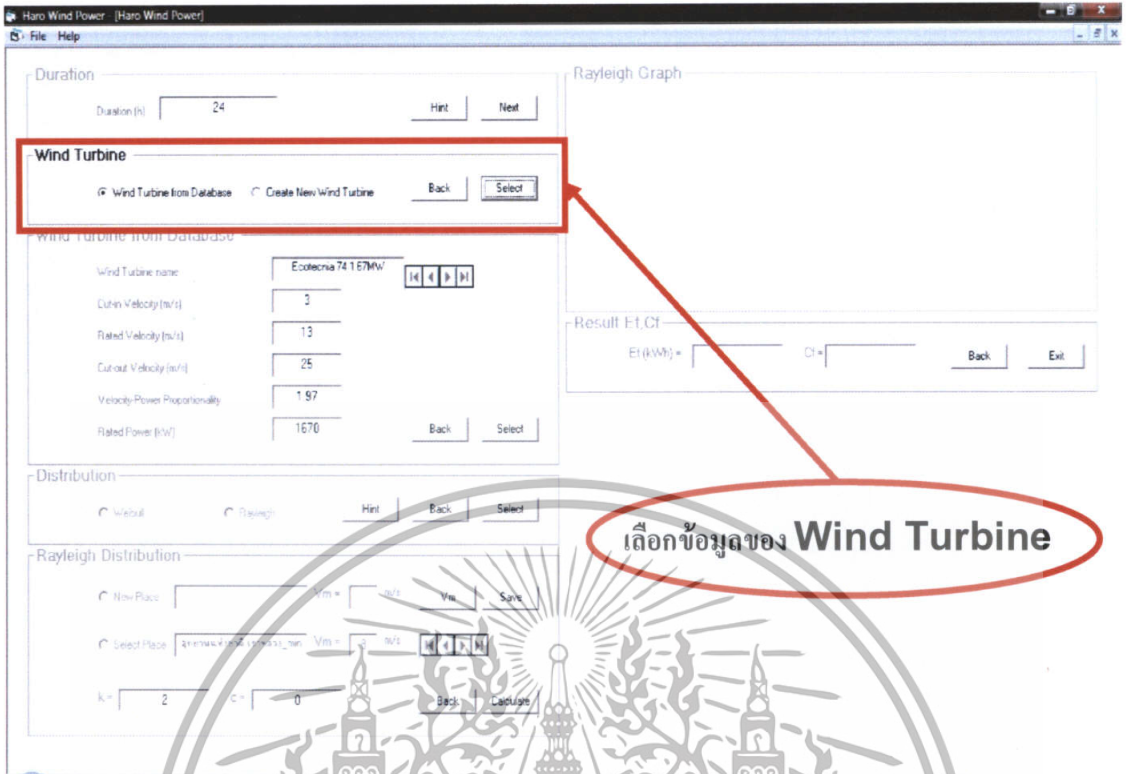 Haro Wind Power - [Haro Wind Power]
File Help
Duration
Duration (h) 24 Hint Next
Wind Turbine
Wind Turbine from Database Create New Wind Turbine Back Select
Wind Turbine from Database
Wind Turbine name Ecotecnia 74 1.67MW
Cut-in Velocity (m/s) 3
Rated Velocity (m/s) 13
Cut-out Velocity (m/s) 25
Velocity-Power Proportionality 1.97
Rated Power (kW) 1670 Back Select
Distribution
Weibull Rayleigh Hint Back Select
Rayleigh Distribution
New Place Vm = m/s Vm Save
Select Place Vm = m/s
k = 2 c = 0 Back Calculate
Rayleigh Graph
Result Ef,Cf
Ef (kWh) = Cf = Back Exit
เลือกข้อมูลของ Wind Turbine